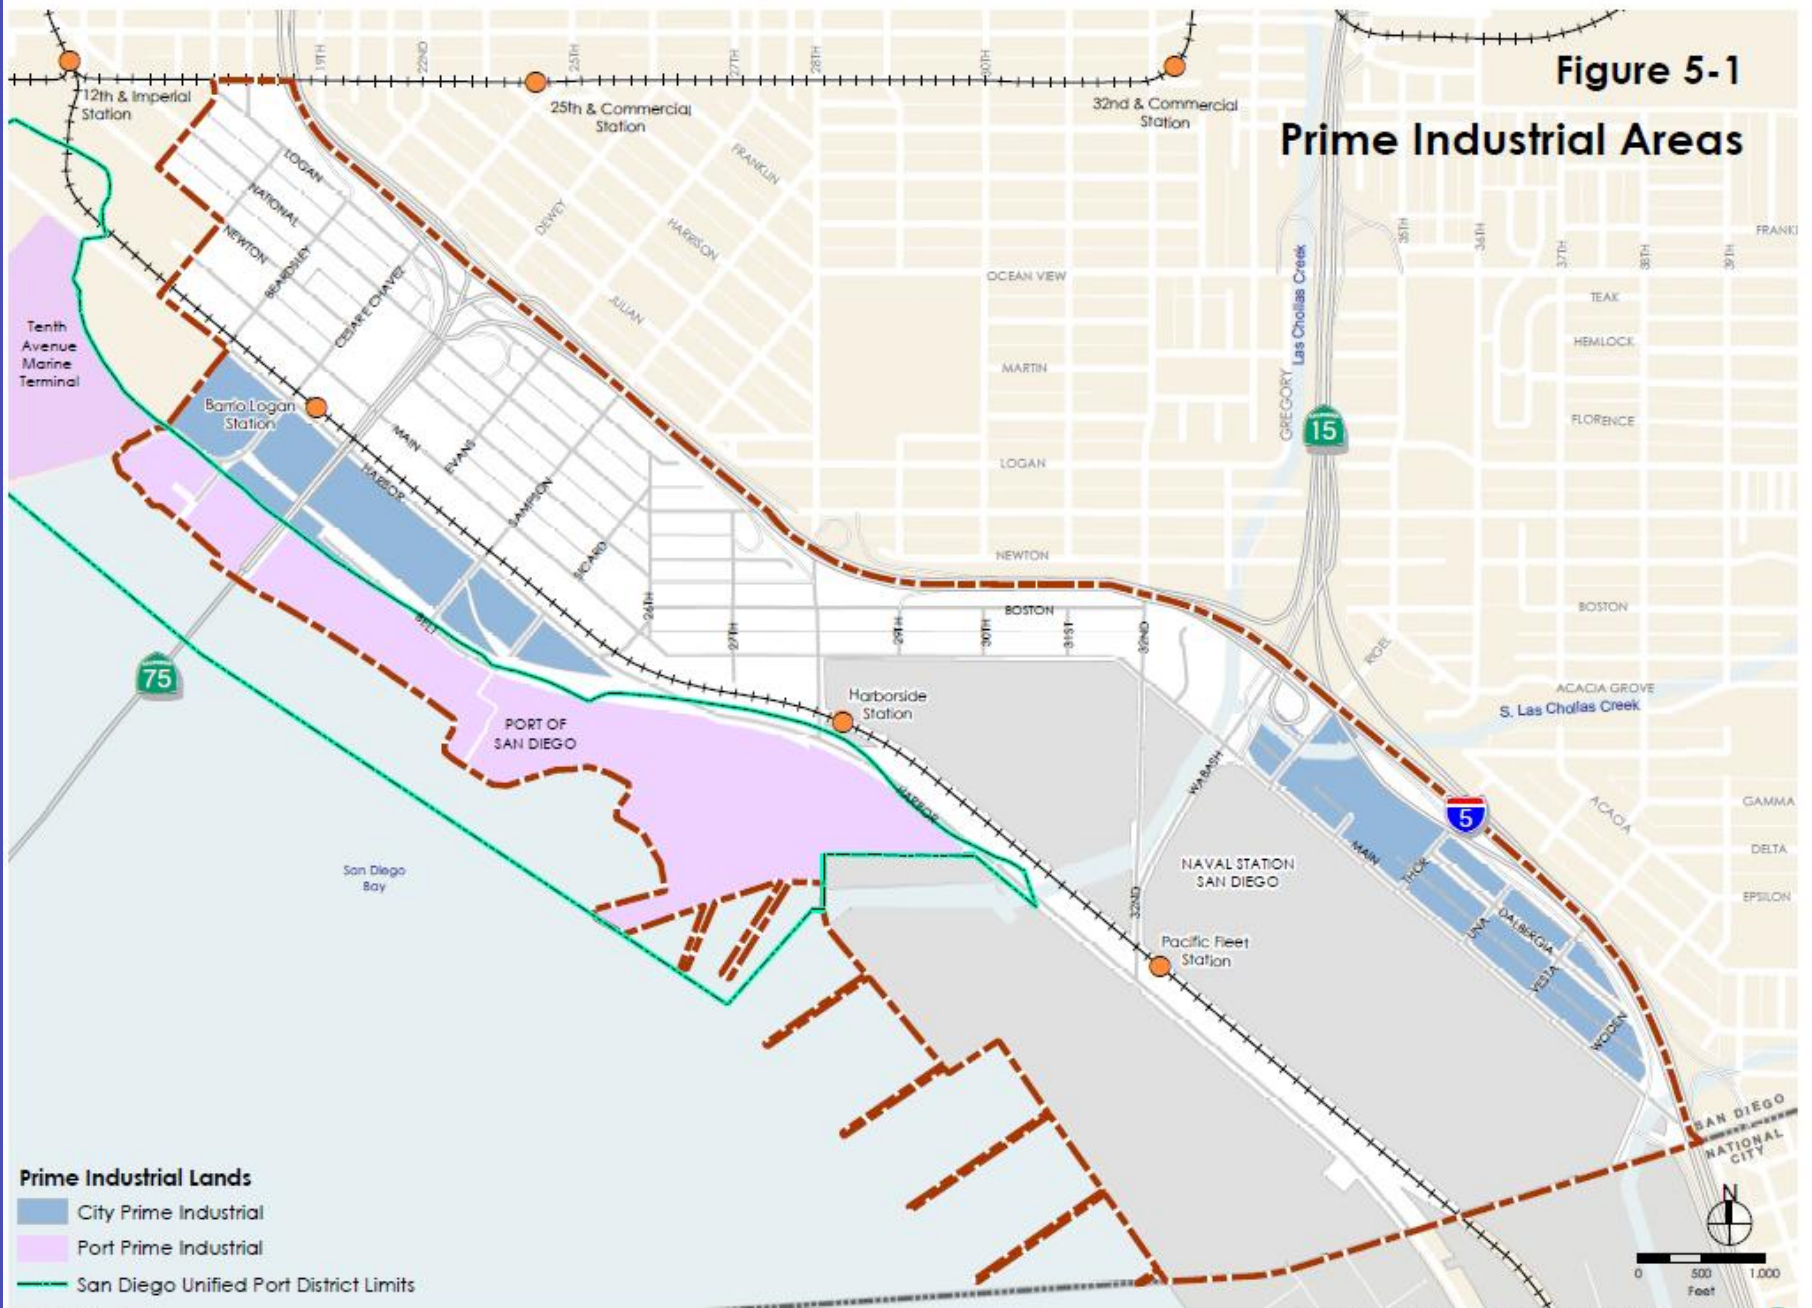 Figure 5-1
Prime Industrial Areas
19TH
22ND
25TH
27TH
28TH
30TH
12th & Imperial
Station
25th & Commercial
Station
32nd & Commercial
Station
LOGAN
NATIONAL
NEWTON
BEARDSLEY
CESAR E CHAVEZ
DEWEY
FRANKLIN
HARRISON
JULIAN
OCEAN VIEW
MARTIN
LOGAN
NEWTON
BOSTON
GREGORY
Las Chollas Creek
15
35TH
36TH
37TH
38TH
39TH
FRANKL
TEAK
HEMLOCK
FLORENCE
BOSTON
RIGEL
ACACIA GROVE
S. Las Chollas Creek
Tenth
Avenue
Marine
Terminal
Barrio Logan
Station
MAIN
HARBOR
EVANS
SAMPSON
SICARD
26TH
27TH
29TH
30TH
31ST
32ND
BELT
75
PORT OF
SAN DIEGO
Harborside
Station
HARBOR
WABASH
5
ACACIA
GAMMA
DELTA
EPSILON
MAIN
THOR
UNA
DALBERGIA
VESTA
WODEN
NAVAL STATION
SAN DIEGO
32ND
Pacific Fleet
Station
San Diego
Bay
SAN DIEGO
NATIONAL
CITY
Prime Industrial Lands
City Prime Industrial
Port Prime Industrial
San Diego Unified Port District Limits
N
0 500 1,000
Feet